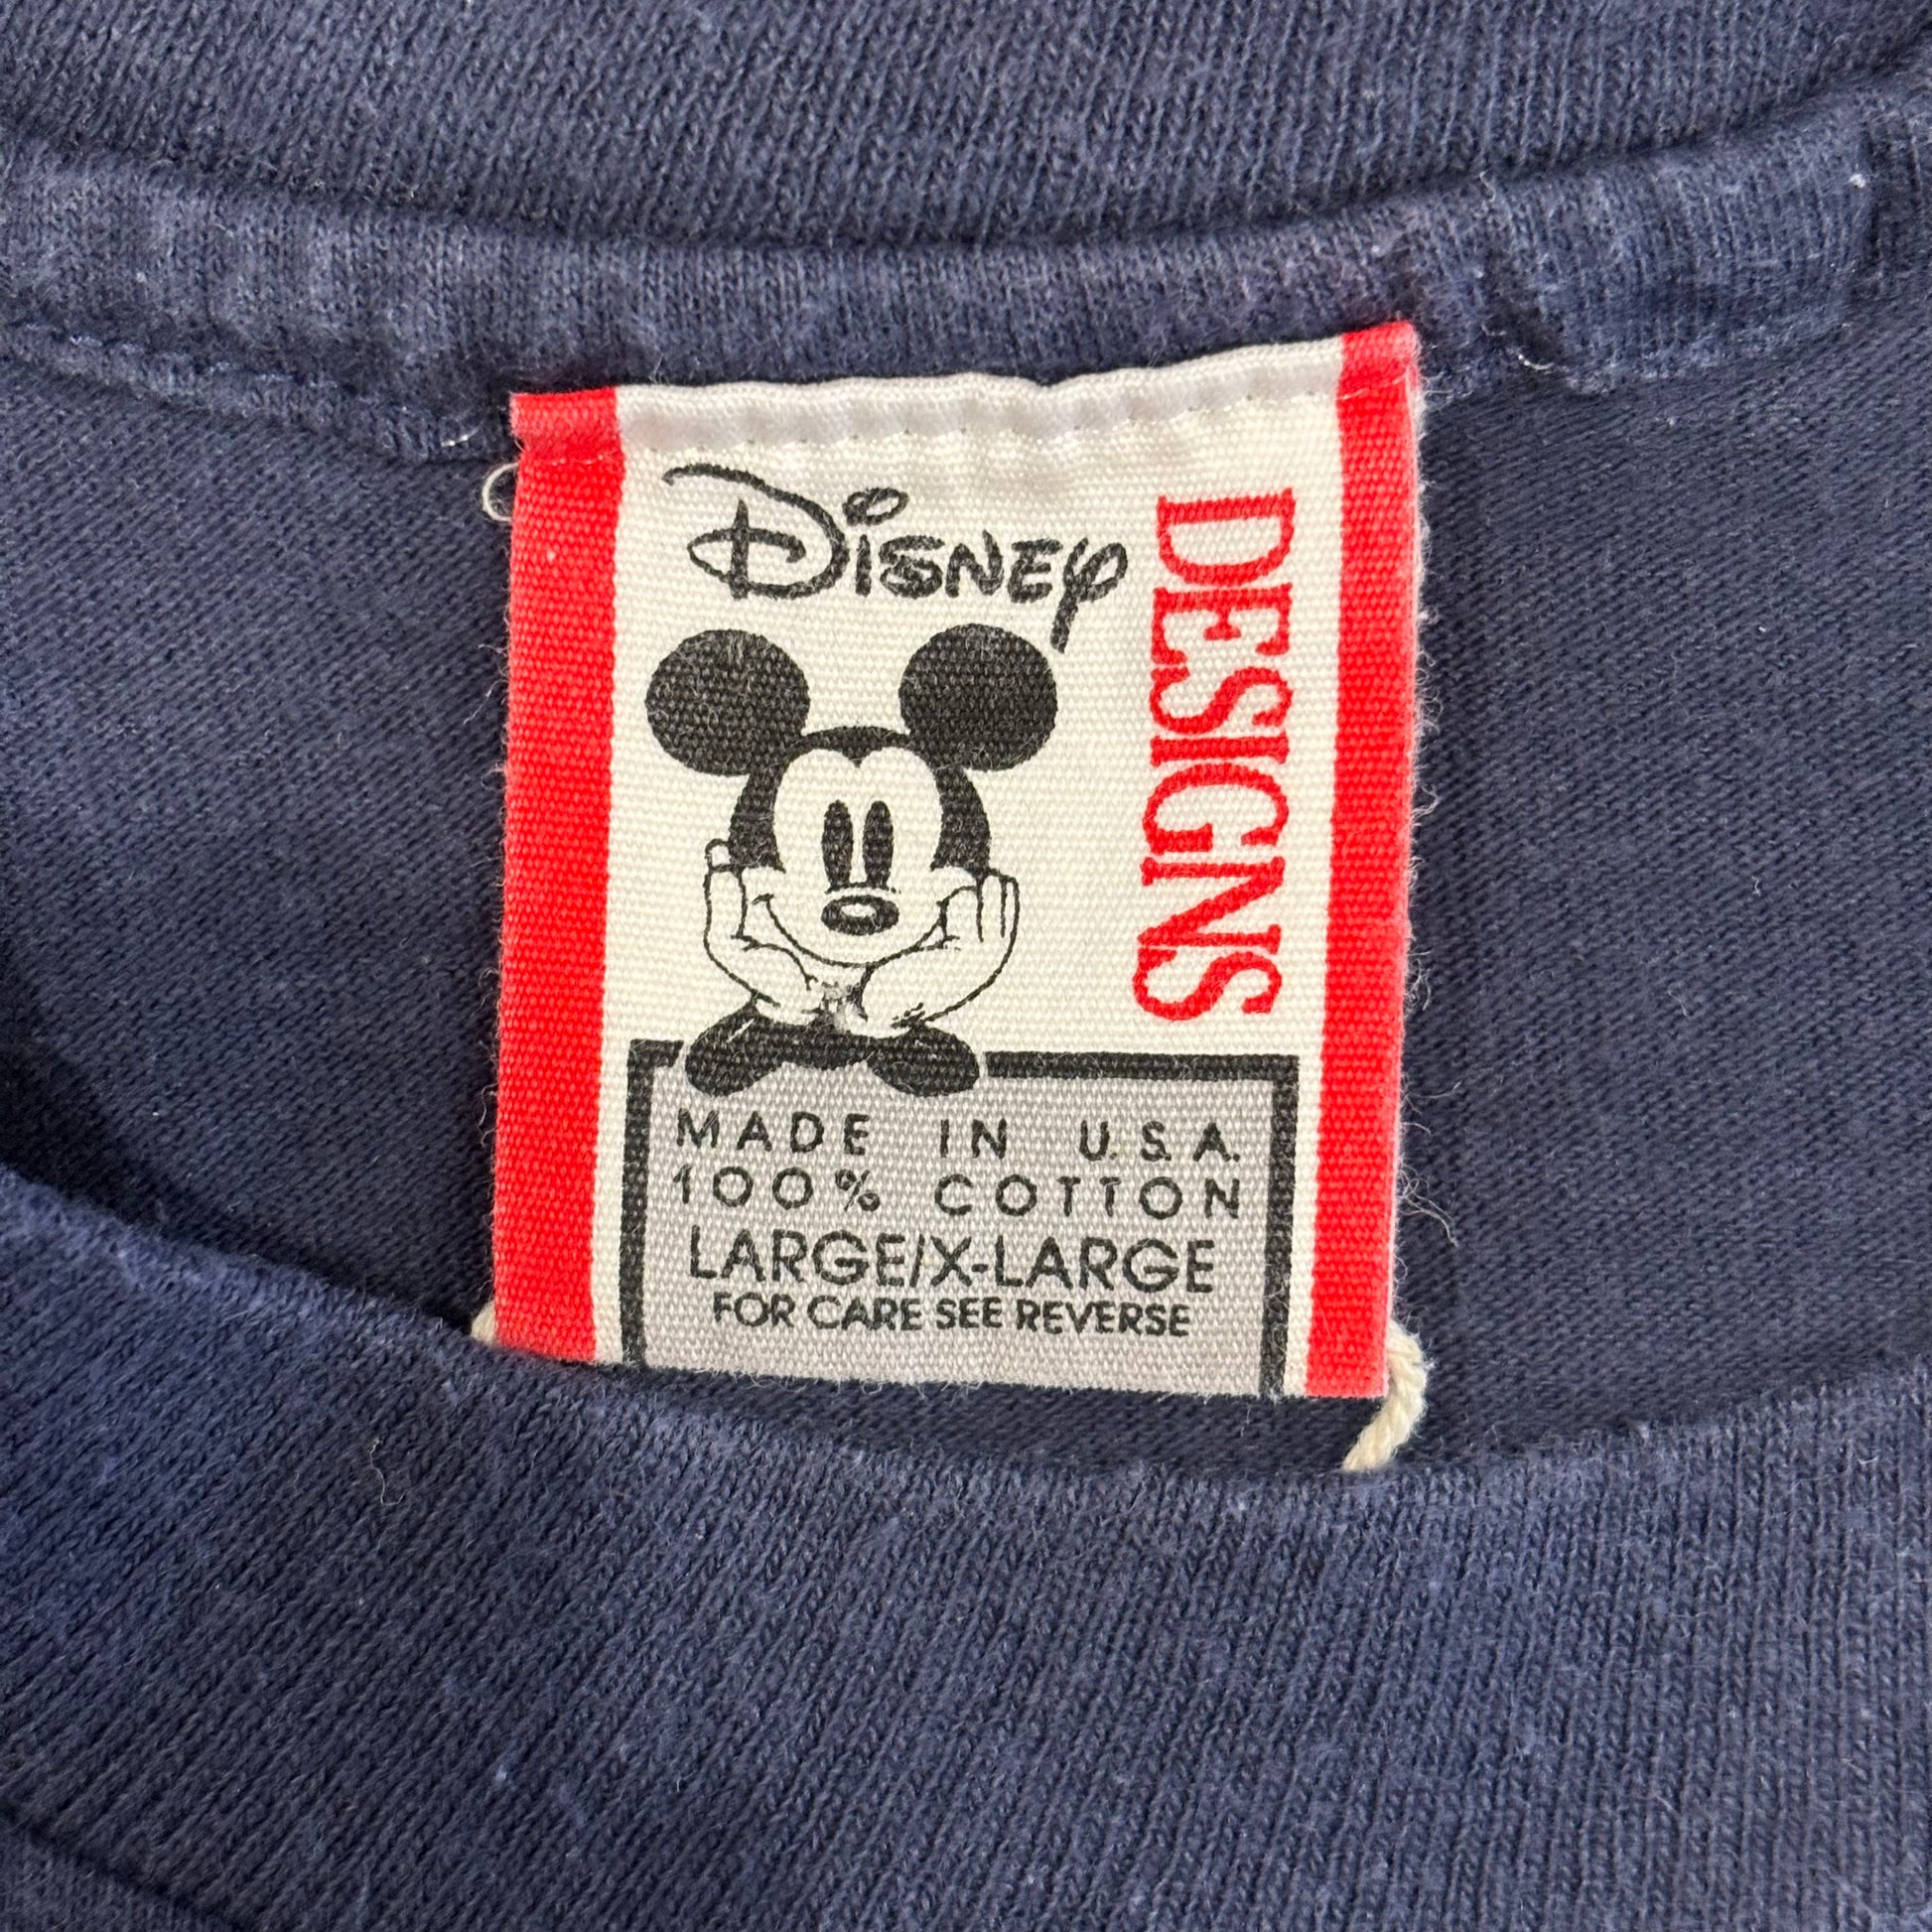 Disney
DESIGNS
MADE IN U.S.A.
100% COTTON
LARGE/X-LARGE
FOR CARE SEE REVERSE